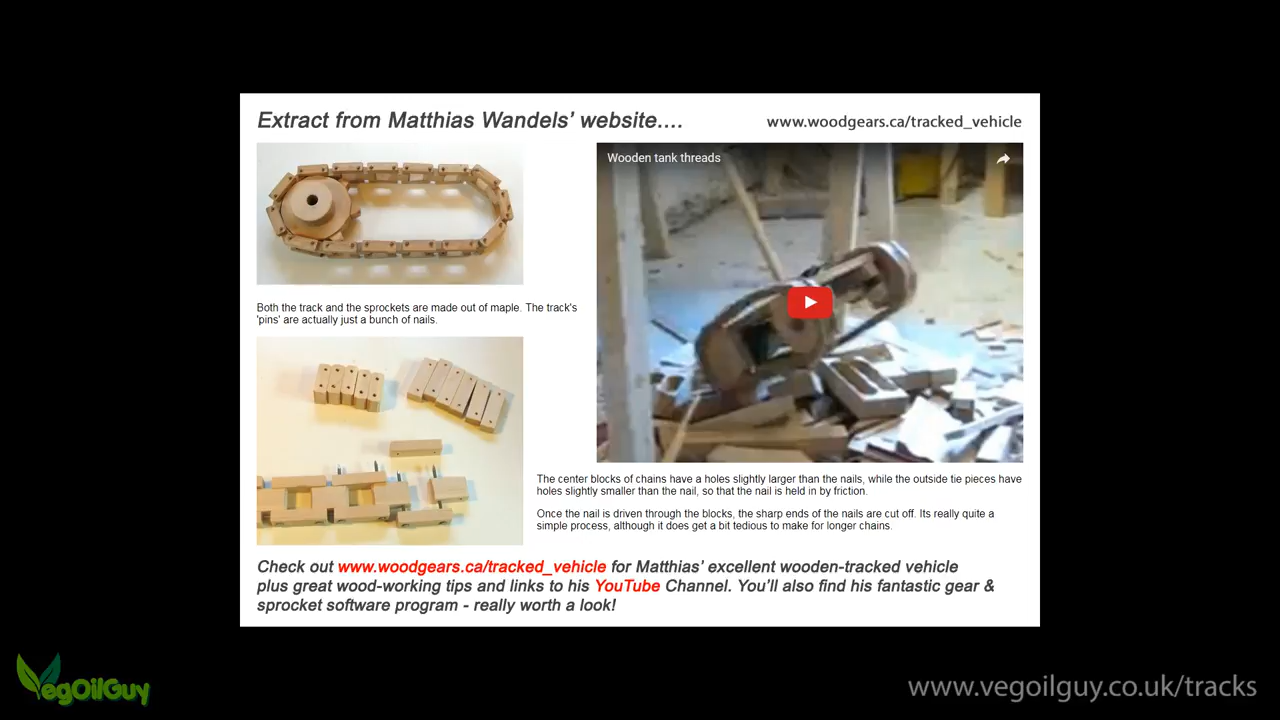 Extract from Matthias Wandels’ website....
www.woodgears.ca/tracked_vehicle
Wooden tank threads
Both the track and the sprockets are made out of maple. The track's
'pins' are actually just a bunch of nails.
The center blocks of chains have a holes slightly larger than the nails, while the outside tie pieces have
holes slightly smaller than the nail, so that the nail is held in by friction.
Once the nail is driven through the blocks, the sharp ends of the nails are cut off. Its really quite a
simple process, although it does get a bit tedious to make for longer chains.
Check out www.woodgears.ca/tracked_vehicle for Matthias’ excellent wooden-tracked vehicle
plus great wood-working tips and links to his YouTube Channel. You’ll also find his fantastic gear &
sprocket software program - really worth a look!
VegOilGuy
www.vegoilguy.co.uk/tracks